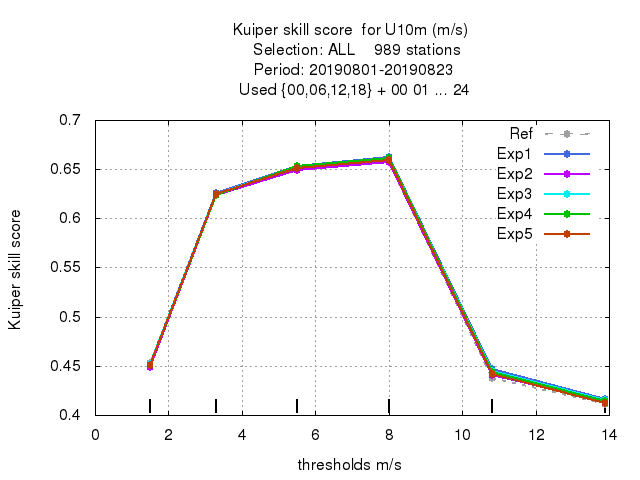 Kuiper skill score  for U10m (m/s)
Selection: ALL    989 stations
Period: 20190801-20190823
Used {00,06,12,18} + 00 01 ... 24
Ref
Exp1
Exp2
Exp3
Exp4
Exp5
0.7
0.65
0.6
0.55
0.5
0.45
0.4
Kuiper skill score
0 2 4 6 8 10 12 14
thresholds m/s